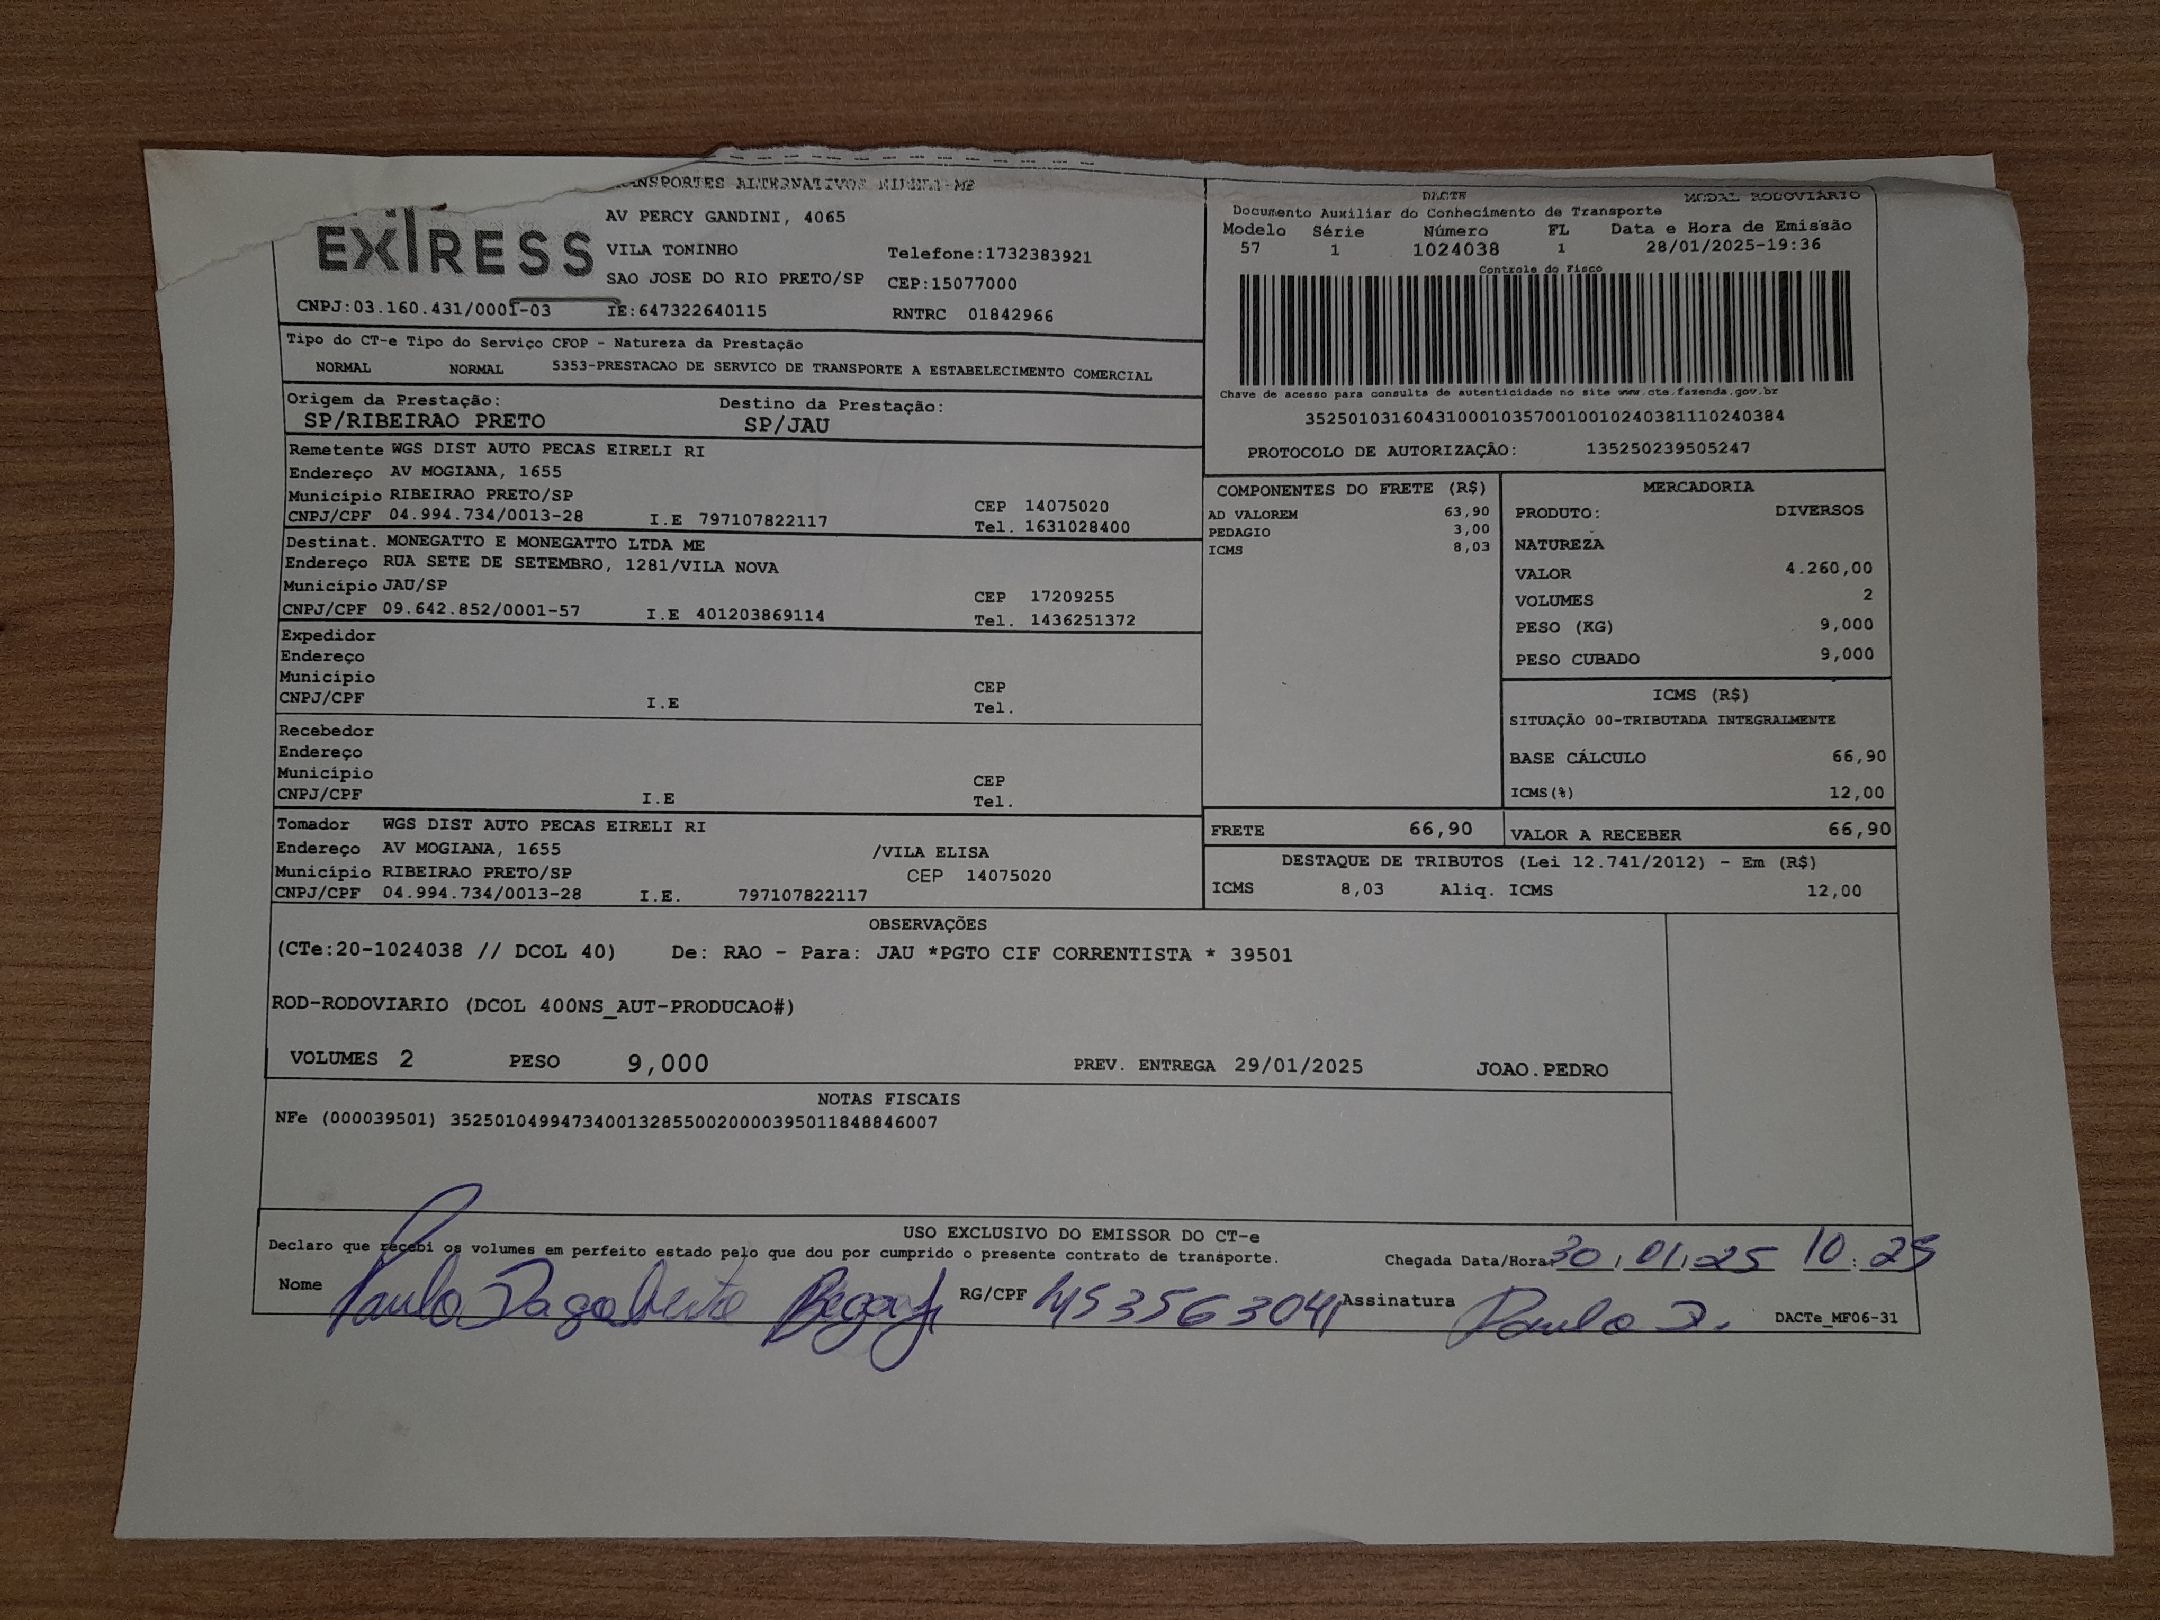 TRANSPORTES ALTERNATIVOS EIRELI-ME
EXPRESS
AV PERCY GANDINI, 4065
VILA TONINHO Telefone:1732383921
SAO JOSE DO RIO PRETO/SP CEP:15077000
CNPJ:03.160.431/0001-03 IE:647322640115 RNTRC 01842966
DACTE MODAL RODOVIÁRIO
Documento Auxiliar do Conhecimento de Transporte
Modelo Série Número FL Data e Hora de Emissão
57 1 1024038 1 28/01/2025-19:36
Controle do Fisco
Chave de acesso para consulta de autenticidade no site www.cte.fazenda.gov.br
35250103160431000103570010010240381110240384
PROTOCOLO DE AUTORIZAÇÃO: 135250239505247
Tipo do CT-e Tipo do Serviço CFOP - Natureza da Prestação
NORMAL NORMAL 5353-PRESTACAO DE SERVICO DE TRANSPORTE A ESTABELECIMENTO COMERCIAL
Origem da Prestação: Destino da Prestação:
SP/RIBEIRAO PRETO SP/JAU
Remetente WGS DIST AUTO PECAS EIRELI RI
Endereço AV MOGIANA, 1655
Município RIBEIRAO PRETO/SP CEP 14075020
CNPJ/CPF 04.994.734/0013-28 I.E 797107822117 Tel. 1631028400
Destinat. MONEGATTO E MONEGATTO LTDA ME
Endereço RUA SETE DE SETEMBRO, 1281/VILA NOVA
Município JAU/SP CEP 17209255
CNPJ/CPF 09.642.852/0001-57 I.E 401203869114 Tel. 1436251372
Expedidor
Endereço
Município CEP
CNPJ/CPF I.E Tel.
Recebedor
Endereço
Município CEP
CNPJ/CPF I.E Tel.
Tomador WGS DIST AUTO PECAS EIRELI RI
Endereço AV MOGIANA, 1655 /VILA ELISA
Município RIBEIRAO PRETO/SP CEP 14075020
CNPJ/CPF 04.994.734/0013-28 I.E. 797107822117
COMPONENTES DO FRETE (R$)
AD VALOREM 63,90
PEDAGIO 3,00
ICMS 8,03
MERCADORIA
PRODUTO: DIVERSOS
NATUREZA
VALOR 4.260,00
VOLUMES 2
PESO (KG) 9,000
PESO CUBADO 9,000
ICMS (R$)
SITUAÇÃO 00-TRIBUTADA INTEGRALMENTE
BASE CÁLCULO 66,90
ICMS(%) 12,00
FRETE 66,90 VALOR A RECEBER 66,90
DESTAQUE DE TRIBUTOS (Lei 12.741/2012) - Em (R$)
ICMS 8,03 Aliq. ICMS 12,00
OBSERVAÇÕES
(CTe:20-1024038 // DCOL 40) De: RAO - Para: JAU *PGTO CIF CORRENTISTA * 39501
ROD-RODOVIARIO (DCOL 400NS_AUT-PRODUCAO#)
VOLUMES 2 PESO 9,000 PREV. ENTREGA 29/01/2025 JOAO.PEDRO
NOTAS FISCAIS
NFe (000039501) 35250104994734001328550020000395011848846007
USO EXCLUSIVO DO EMISSOR DO CT-e
Declaro que recebi os volumes em perfeito estado pelo que dou por cumprido o presente contrato de transporte. Chegada Data/Hora: 30,01,25 10:25
Nome Paulo Dagoberto RG/CPF 453563041 Assinatura Paulo D. DACTe_MF06-31